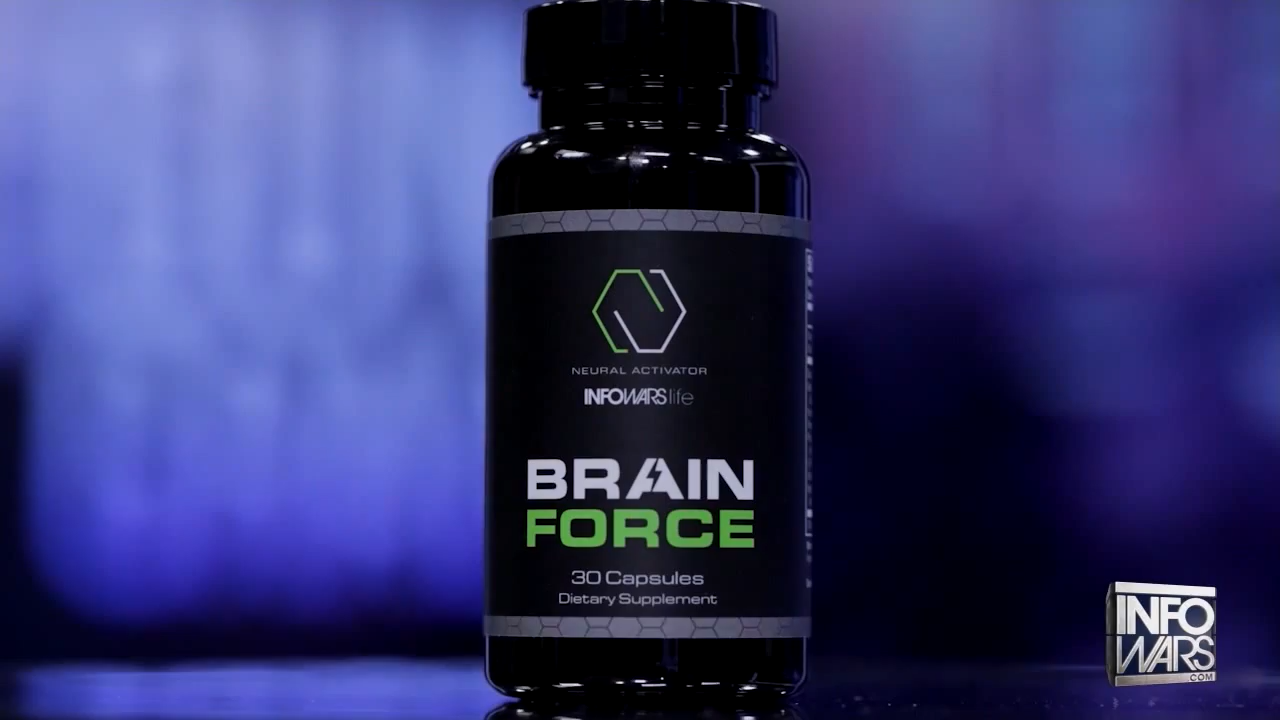 NEURAL ACTIVATOR
INFOWARS life
BRAIN
FORCE
30 Capsules
Dietary Supplement
INFO
WARS
.COM